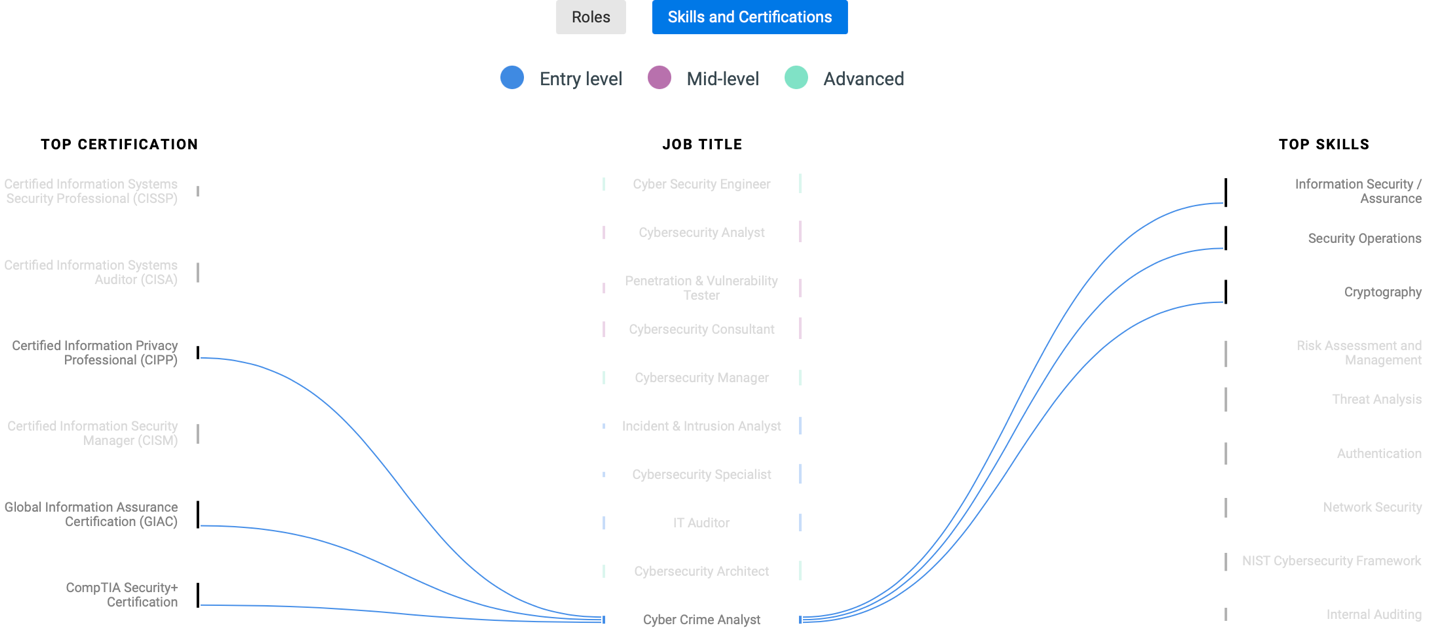 Roles
Skills and Certifications
Entry level
Mid-level
Advanced
TOP CERTIFICATION
Certified Information Systems
Security Professional (CISSP)
Certified Information Systems
Auditor (CISA)
Certified Information Privacy
Professional (CIPP)
Certified Information Security
Manager (CISM)
Global Information Assurance
Certification (GIAC)
CompTIA Security+
Certification
JOB TITLE
Cyber Security Engineer
Cybersecurity Analyst
Penetration & Vulnerability
Tester
Cybersecurity Consultant
Cybersecurity Manager
Incident & Intrusion Analyst
Cybersecurity Specialist
IT Auditor
Cybersecurity Architect
Cyber Crime Analyst
TOP SKILLS
Information Security /
Assurance
Security Operations
Cryptography
Risk Assessment and
Management
Threat Analysis
Authentication
Network Security
NIST Cybersecurity Framework
Internal Auditing